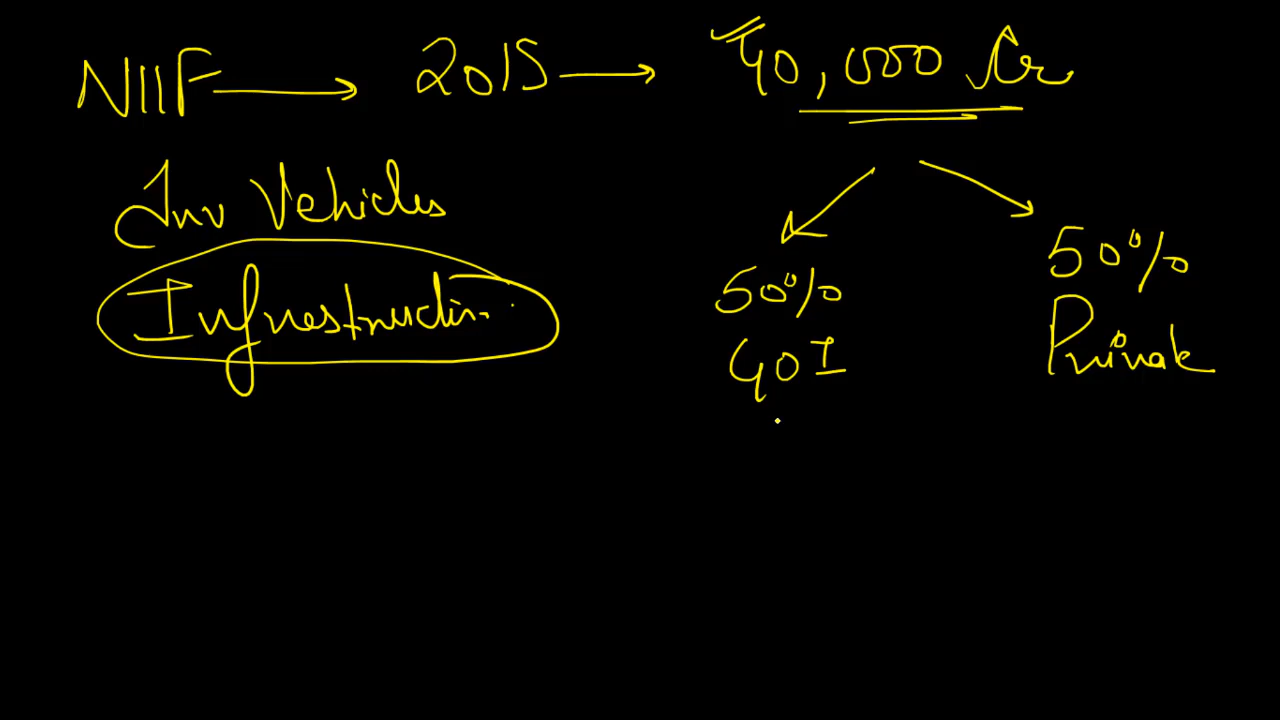 NIIF → 2015 → ₹40,000 Cr
Inv Vehicles
Infrastructure
50%
GOI
50%
Private